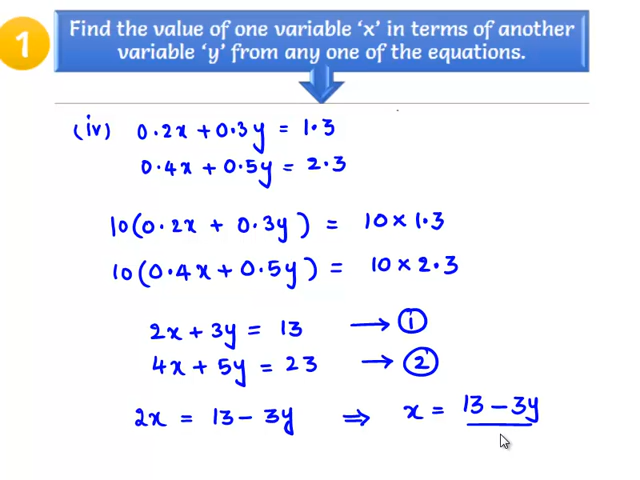 1
Find the value of one variable ‘x’ in terms of another
variable ‘y’ from any one of the equations.
(iv) 0.2x + 0.3y = 1.3
0.4x + 0.5y = 2.3
10(0.2x + 0.3y) = 10 × 1.3
10(0.4x + 0.5y) = 10 × 2.3
2x + 3y = 13 → ①
4x + 5y = 23 → ②
2x = 13 - 3y ⇒ x = 13 - 3y